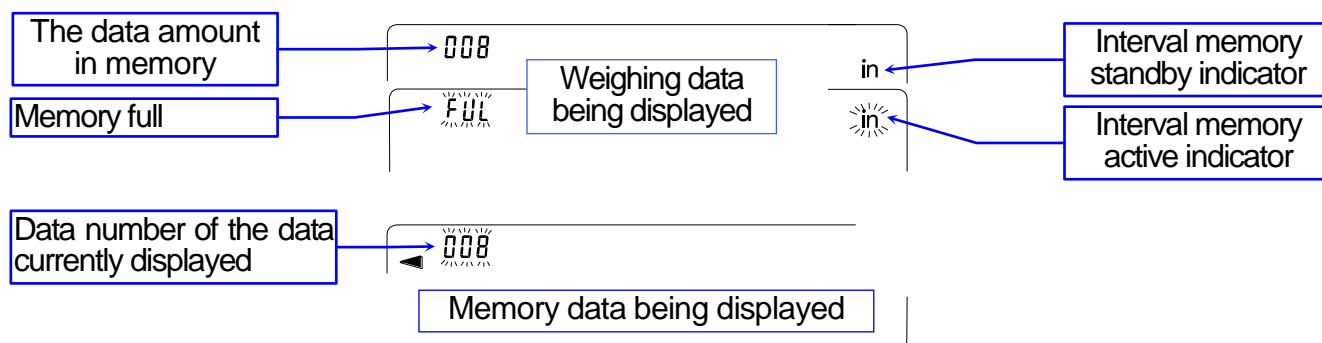 The data amount
in memory
008
Weighing data
being displayed
in
Interval memory
standby indicator
Memory full
FUL
in
Interval memory
active indicator
Data number of the data
currently displayed
008
Memory data being displayed